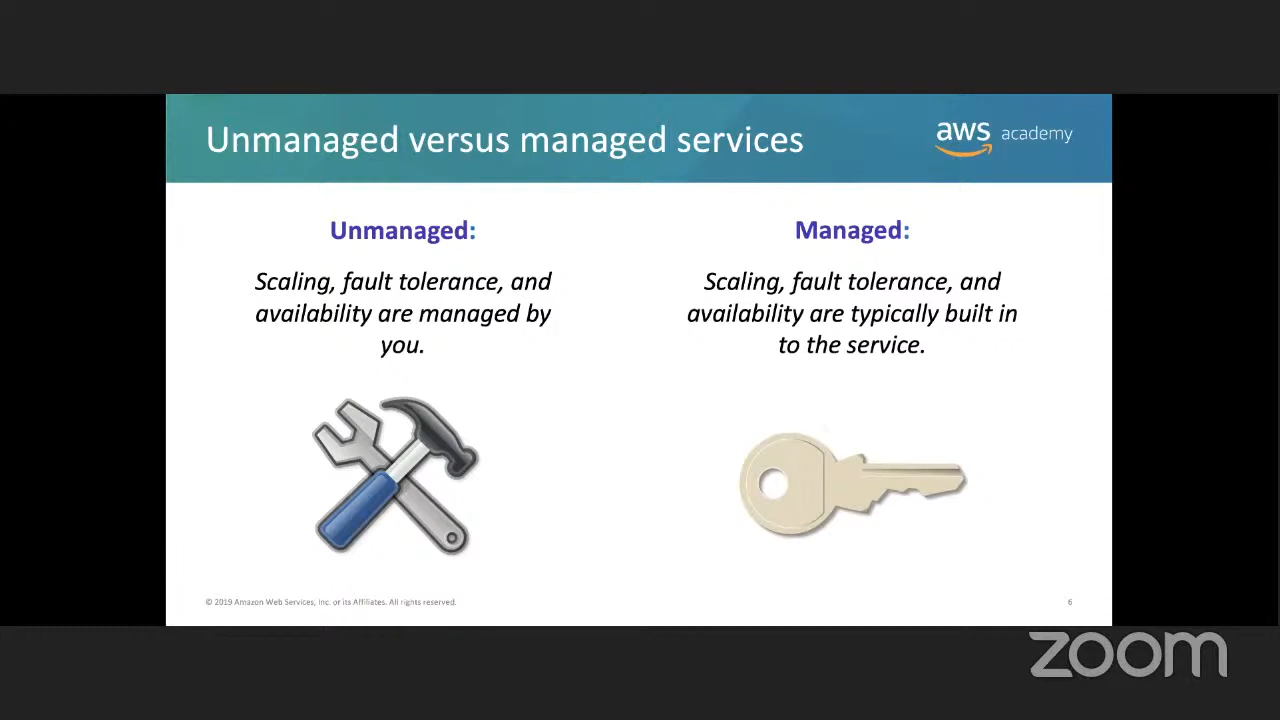 Unmanaged versus managed services
aws academy
Unmanaged:
Scaling, fault tolerance, and
availability are managed by
you.
Managed:
Scaling, fault tolerance, and
availability are typically built in
to the service.
© 2019 Amazon Web Services, Inc. or its Affiliates. All rights reserved.
6
zoom